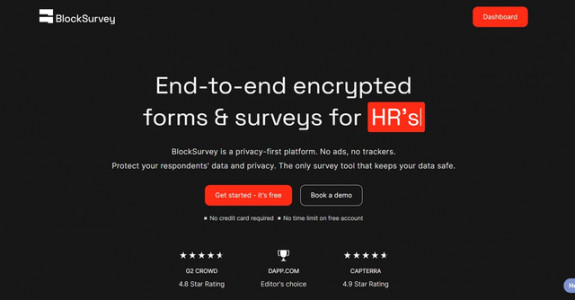 BlockSurvey
Dashboard
End-to-end encrypted
forms & surveys for HR's
BlockSurvey is a privacy-first platform. No ads, no trackers.
Protect your respondents' data and privacy. The only survey tool that keeps your data safe.
Get started - it's free
Book a demo
No credit card required
No time limit on free account
G2 CROWD
DAPP.COM
CAPTERRA
4.8 Star Rating
Editor's choice
4.9 Star Rating